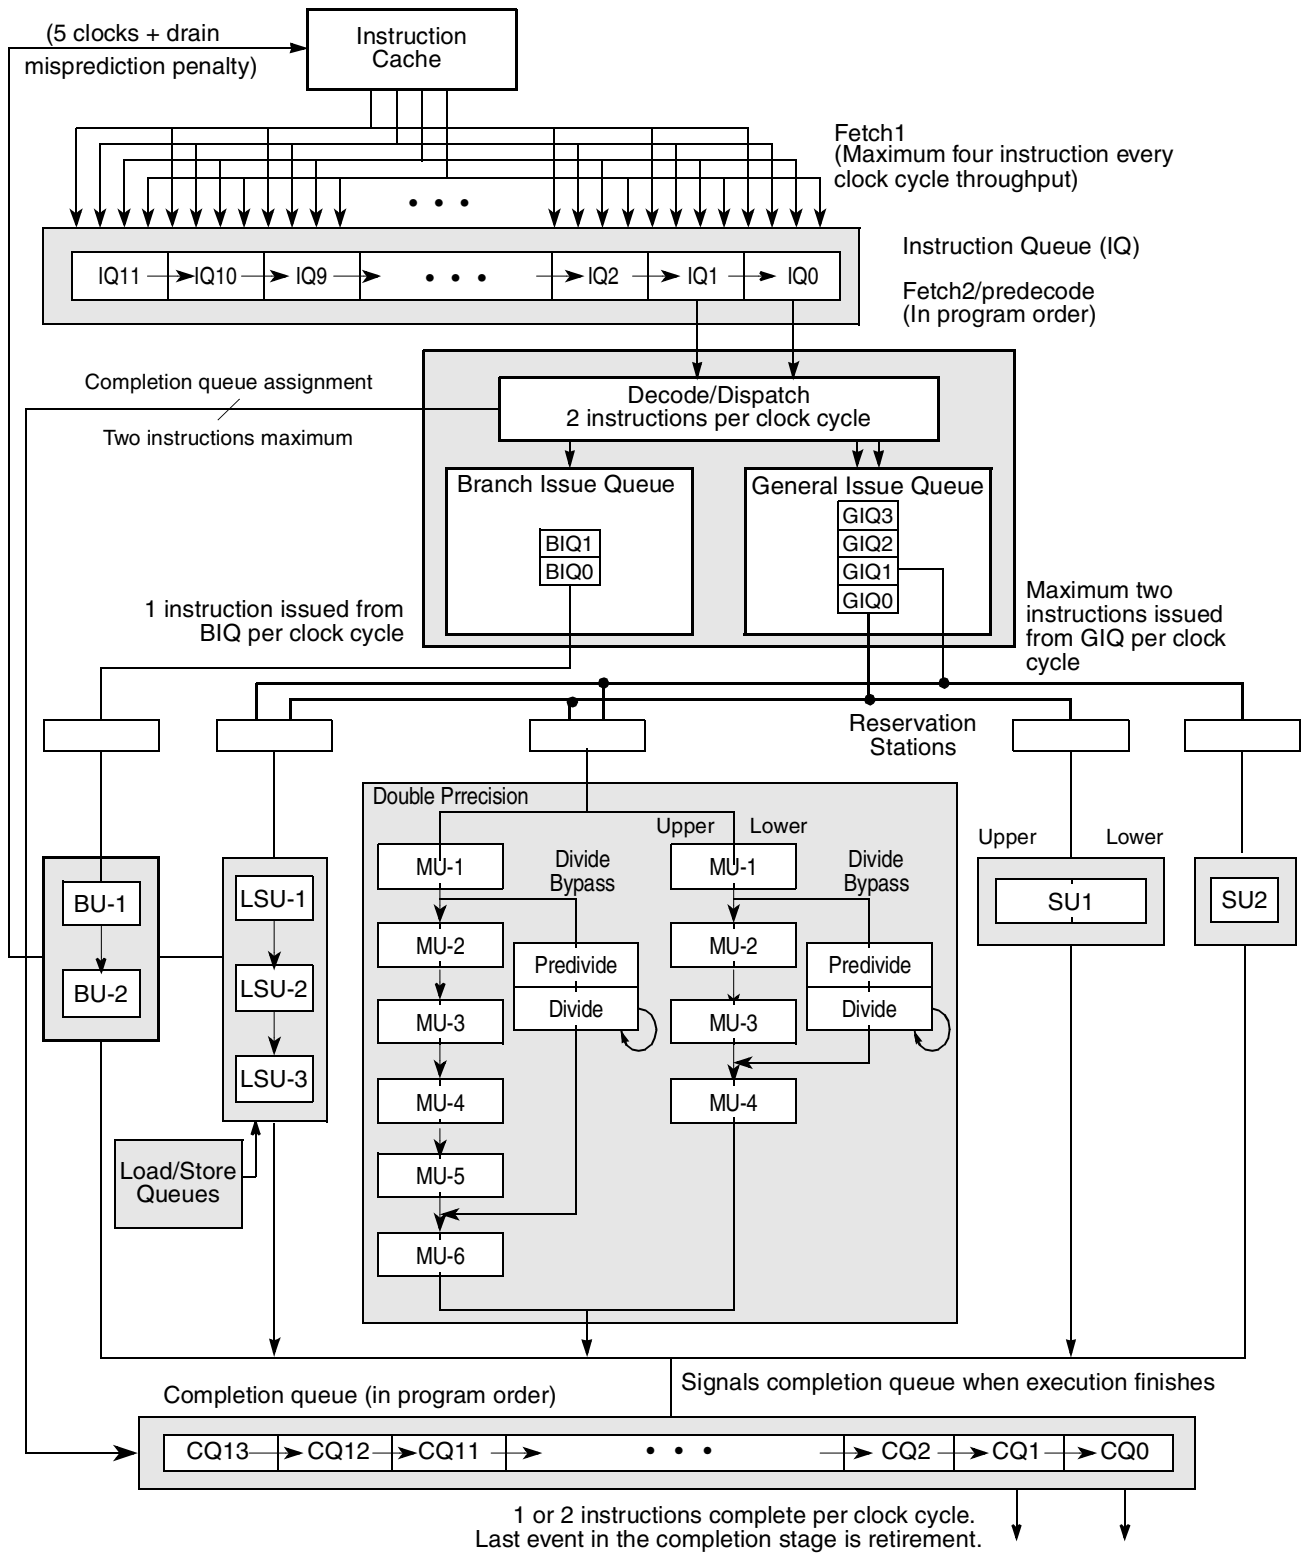 (5 clocks + drain
misprediction penalty)
Instruction
Cache
Fetch1
(Maximum four instruction every
clock cycle throughput)
• • •
Instruction Queue (IQ)
IQ11 IQ10 IQ9 • • • IQ2 IQ1 IQ0
Fetch2/predecode
(In program order)
Completion queue assignment
Two instructions maximum
Decode/Dispatch
2 instructions per clock cycle
Branch Issue Queue
BIQ1
BIQ0
General Issue Queue
GIQ3
GIQ2
GIQ1
GIQ0
1 instruction issued from
BIQ per clock cycle
Maximum two
instructions issued
from GIQ per clock
cycle
Reservation
Stations
Double Prrecision
Upper Lower
Upper Lower
BU-1
BU-2
LSU-1
LSU-2
LSU-3
Load/Store
Queues
MU-1
MU-2
MU-3
MU-4
MU-5
MU-6
Divide
Bypass
Predivide
Divide
MU-1
MU-2
MU-3
MU-4
Divide
Bypass
Predivide
Divide
SU1
SU2
Signals completion queue when execution finishes
Completion queue (in program order)
CQ13 CQ12 CQ11 • • • CQ2 CQ1 CQ0
1 or 2 instructions complete per clock cycle.
Last event in the completion stage is retirement.